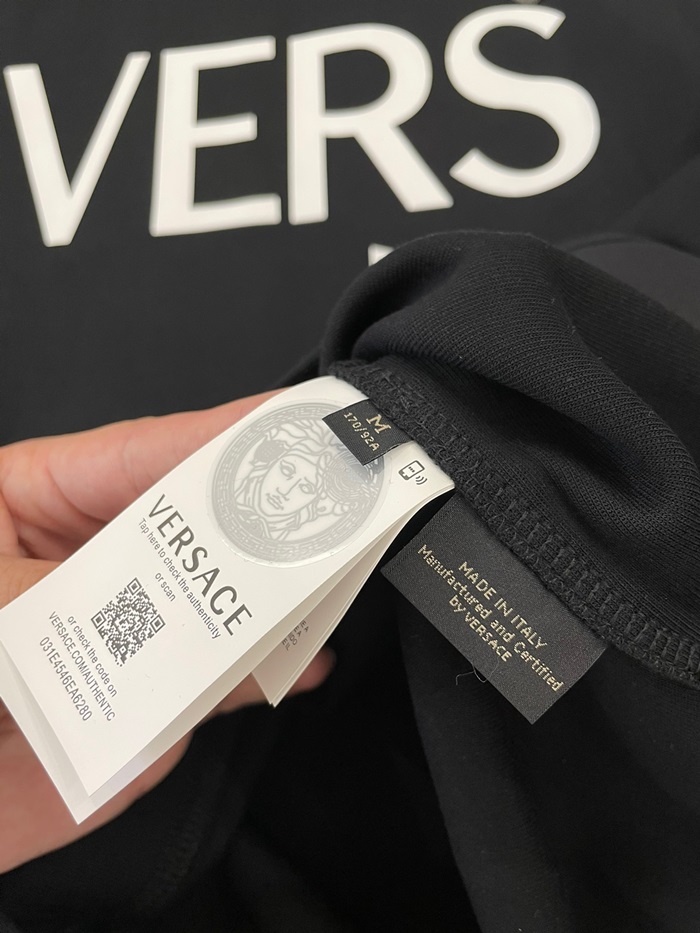 VERS
M
170/92A
VERSACE
Tap here to check the authenticity
or scan
or check the code on
VERSACE.COM/AUTHENTIC
031E4546EA6280
MADE IN ITALY
Manufactured and Certified
by VERSACE